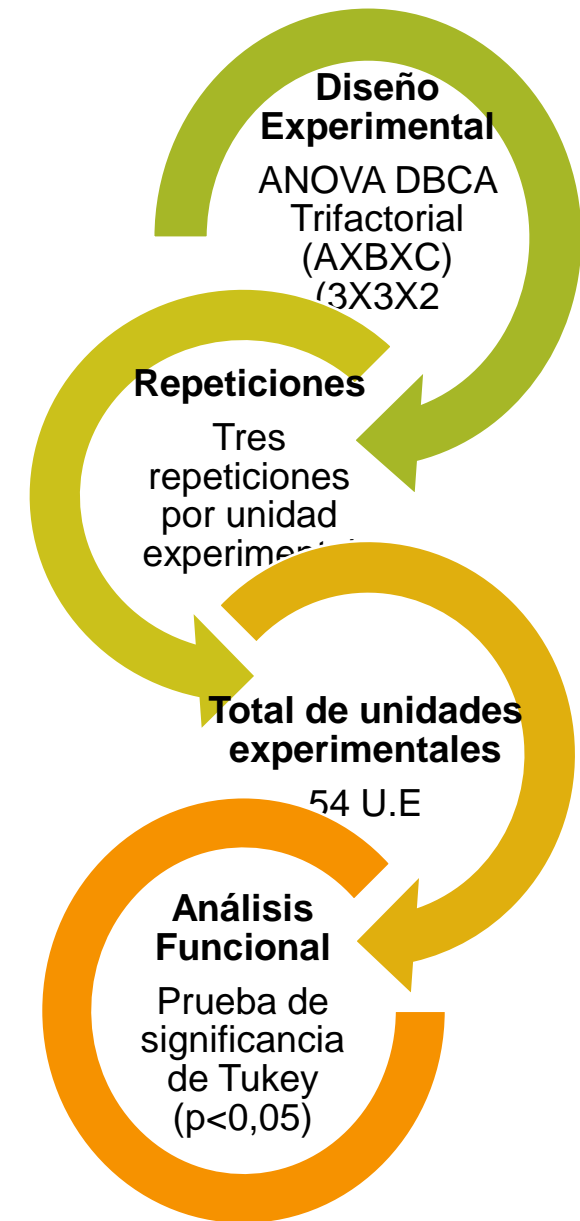 Diseño
Experimental
ANOVA DBCA
Trifactorial
(AXBXC)
(3X3X2
Repeticiones
Tres
repeticiones
por unidad
experimental
Total de unidades
experimentales
54 U.E
Análisis
Funcional
Prueba de
significancia
de Tukey
(p<0,05)